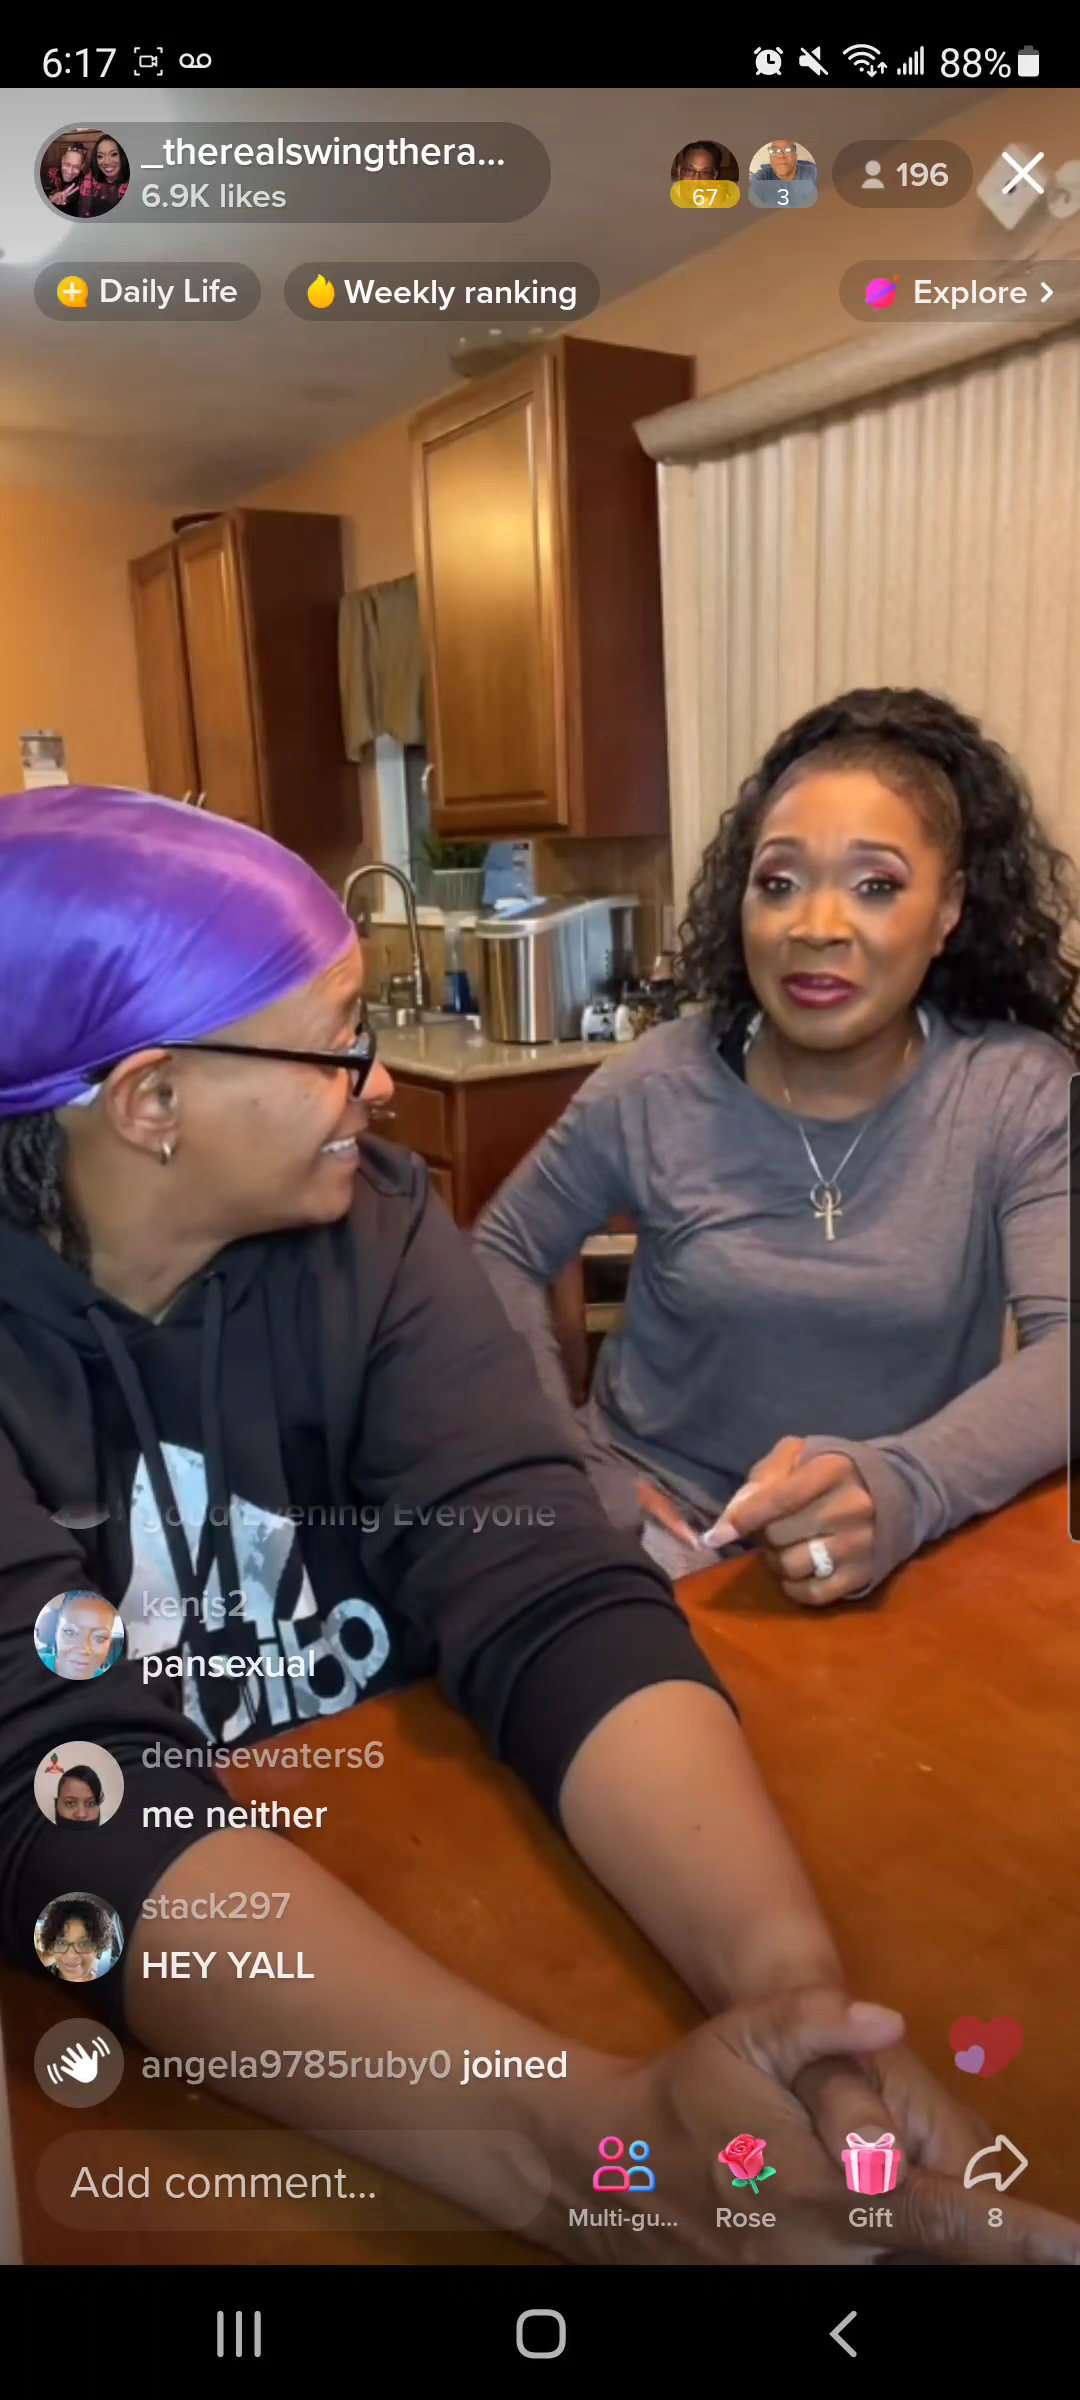 6:17
88%
_therealswingthera...
6.9K likes
67
3
196
Daily Life
Weekly ranking
Explore
good Evening Everyone
kenjs2
pansexual
denisewaters6
me neither
stack297
HEY YALL
angela9785ruby0 joined
Add comment...
Multi-gu...
Rose
Gift
8